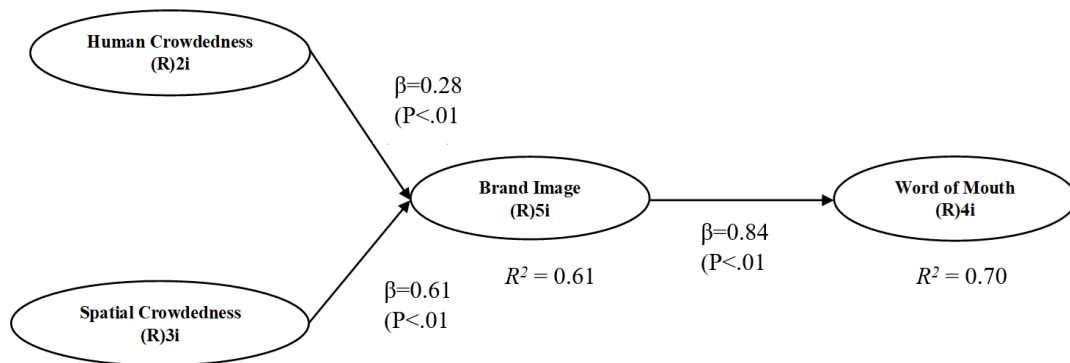 Human Crowdedness
(R)2i
β=0.28
(P<.01
Brand Image
(R)5i
Word of Mouth
(R)4i
β=0.84
(P<.01
R² = 0.61
R² = 0.70
β=0.61
(P<.01
Spatial Crowdedness
(R)3i